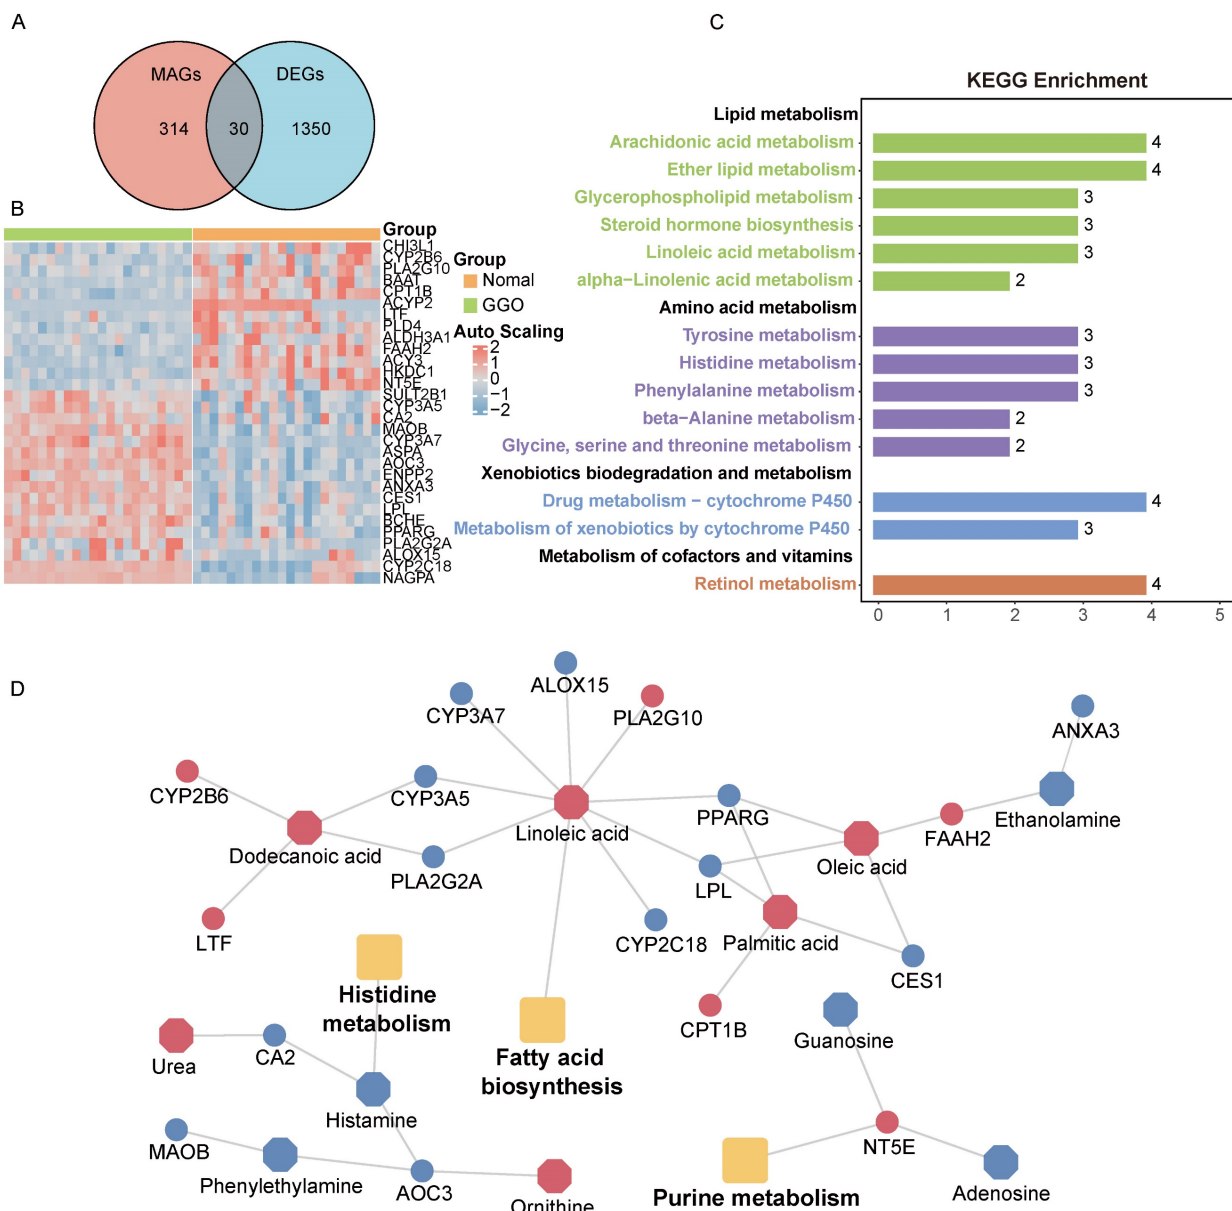 A
MAGs
DEGs
314
30
1350
B
Group
CHI3L1
CYP2B6
PLA2G10
BAAT
CPT1B
ACYP2
LTF
PLD4
ALDH3A1
FAAH2
ACY3
HKDC1
NT5E
SULT2B1
CYP3A5
CA2
MAOB
CYP3A7
ASPA
AOC3
ENPP2
ANXA3
CES1
LPL
BCHE
PPARG
PLA2G2A
ALOX15
CYP2C18
NAGPA
Group
Nomal
GGO
Auto Scaling
2
1
0
−1
−2
C
KEGG Enrichment
Lipid metabolism
Arachidonic acid metabolism 4
Ether lipid metabolism 4
Glycerophospholipid metabolism 3
Steroid hormone biosynthesis 3
Linoleic acid metabolism 3
alpha−Linolenic acid metabolism 2
Amino acid metabolism
Tyrosine metabolism 3
Histidine metabolism 3
Phenylalanine metabolism 3
beta−Alanine metabolism 2
Glycine, serine and threonine metabolism 2
Xenobiotics biodegradation and metabolism
Drug metabolism − cytochrome P450 4
Metabolism of xenobiotics by cytochrome P450 3
Metabolism of cofactors and vitamins
Retinol metabolism 4
0 1 2 3 4 5
D
ALOX15
CYP3A7
PLA2G10
ANXA3
CYP2B6
CYP3A5
PPARG
Ethanolamine
Linoleic acid
FAAH2
Dodecanoic acid
Oleic acid
PLA2G2A
LPL
LTF
CYP2C18
Palmitic acid
CES1
Histidine
metabolism
CPT1B
Guanosine
Fatty acid
biosynthesis
Urea
CA2
Histamine
MAOB
NT5E
Phenylethylamine
AOC3
Ornithine
Purine metabolism
Adenosine